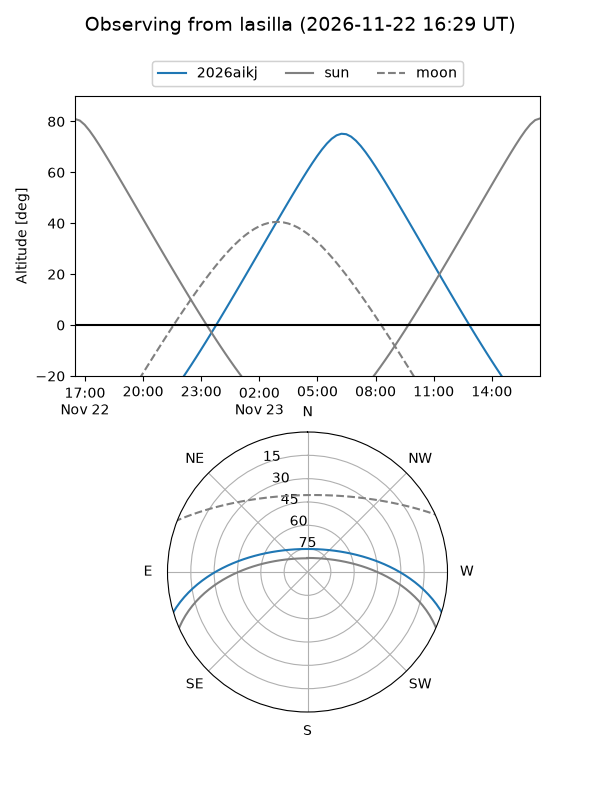 Observing from lasilla (2026-11-22 16:29 UT)
2026aikj sun moon
Altitude [deg]
80
60
40
20
0
−20
17:00 20:00 23:00 02:00 05:00 08:00 11:00 14:00
Nov 22 Nov 23
N
NE NW
15
30
45
60
75
E W
SE SW
S